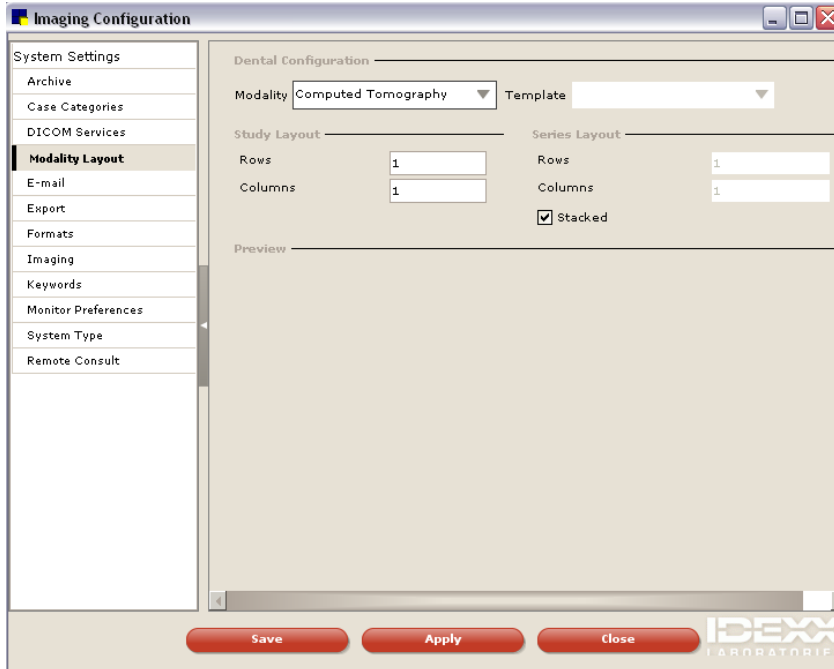 Imaging Configuration
System Settings
Archive
Case Categories
DICOM Services
Modality Layout
E-mail
Export
Formats
Imaging
Keywords
Monitor Preferences
System Type
Remote Consult
Dental Configuration
Modality Computed Tomography Template
Study Layout Series Layout
Rows 1 Rows 1
Columns 1 Columns 1
Stacked
Preview
Save Apply Close
IDEXX
LABORATORIE